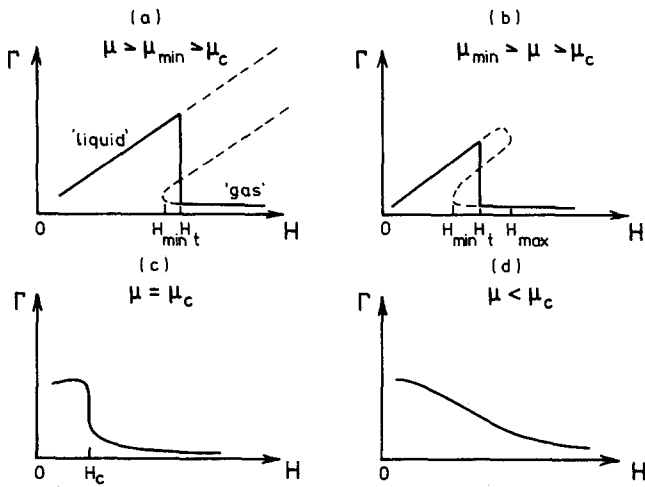 (a)
μ > μmin > μc
Γ
'liquid'
'gas'
0
Hmin Ht
H
(b)
μmin > μ > μc
Γ
0
Hmin Ht
Hmax
H
(c)
μ = μc
Γ
0
Hc
H
(d)
μ < μc
Γ
0
H